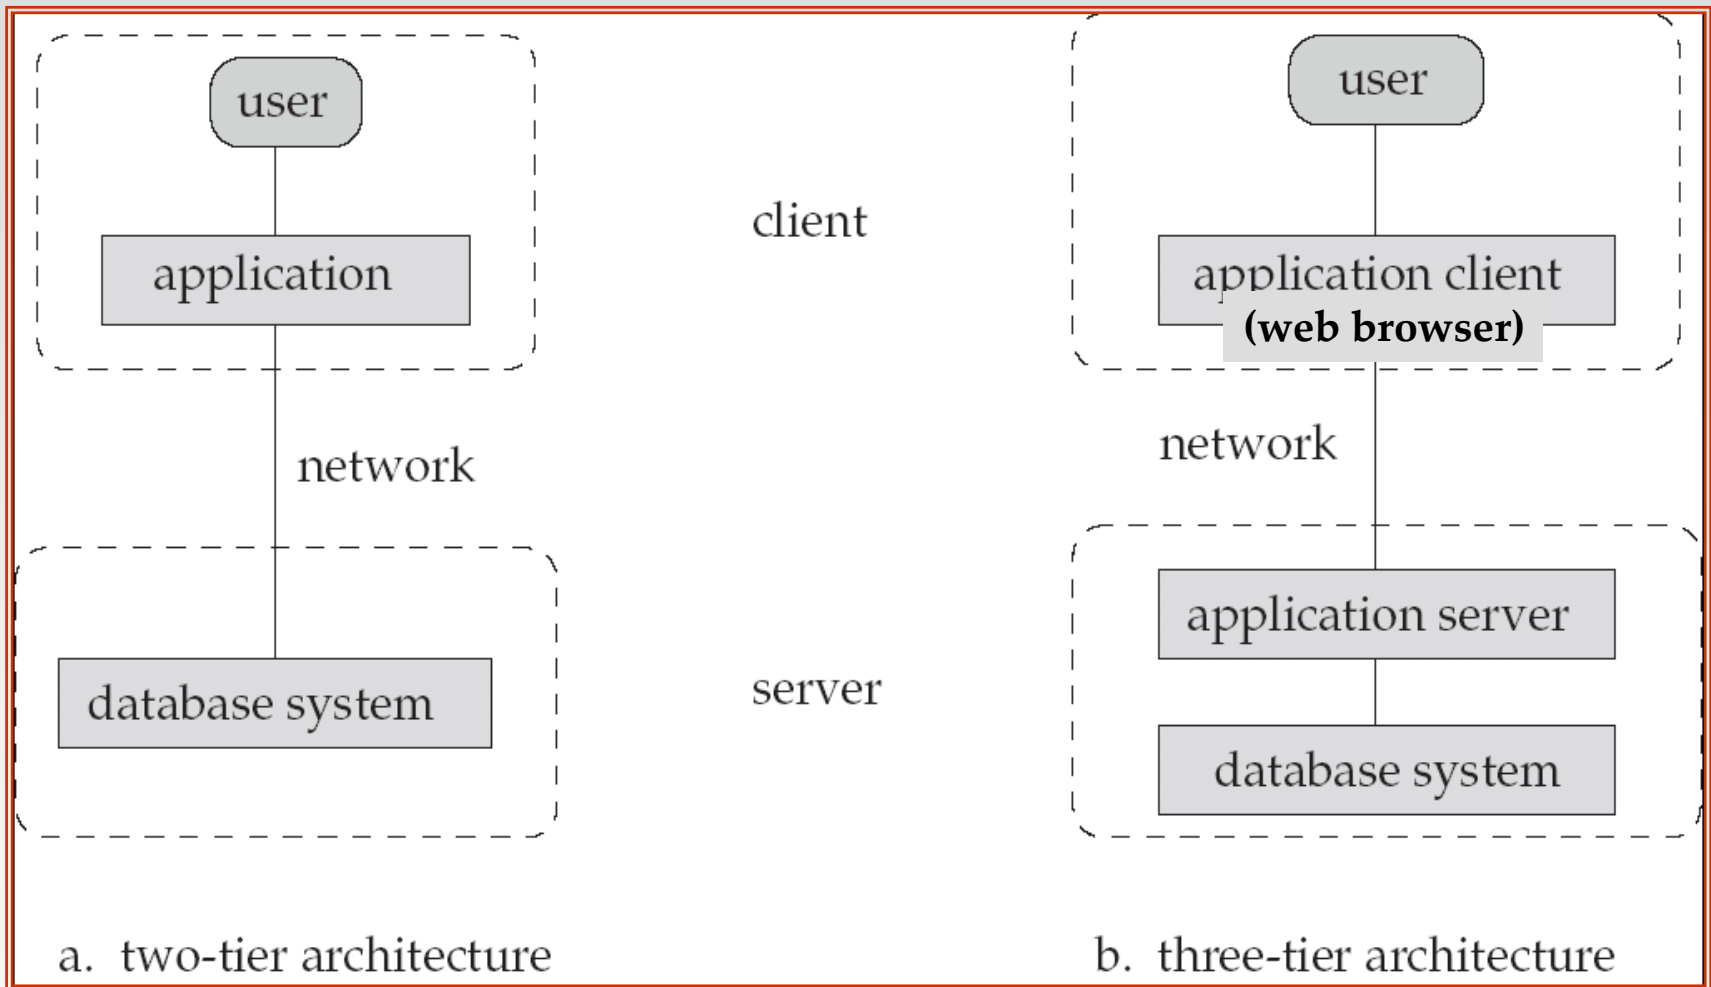 user
application
network
database system
a. two-tier architecture
client
server
user
application client
(web browser)
network
application server
database system
b. three-tier architecture